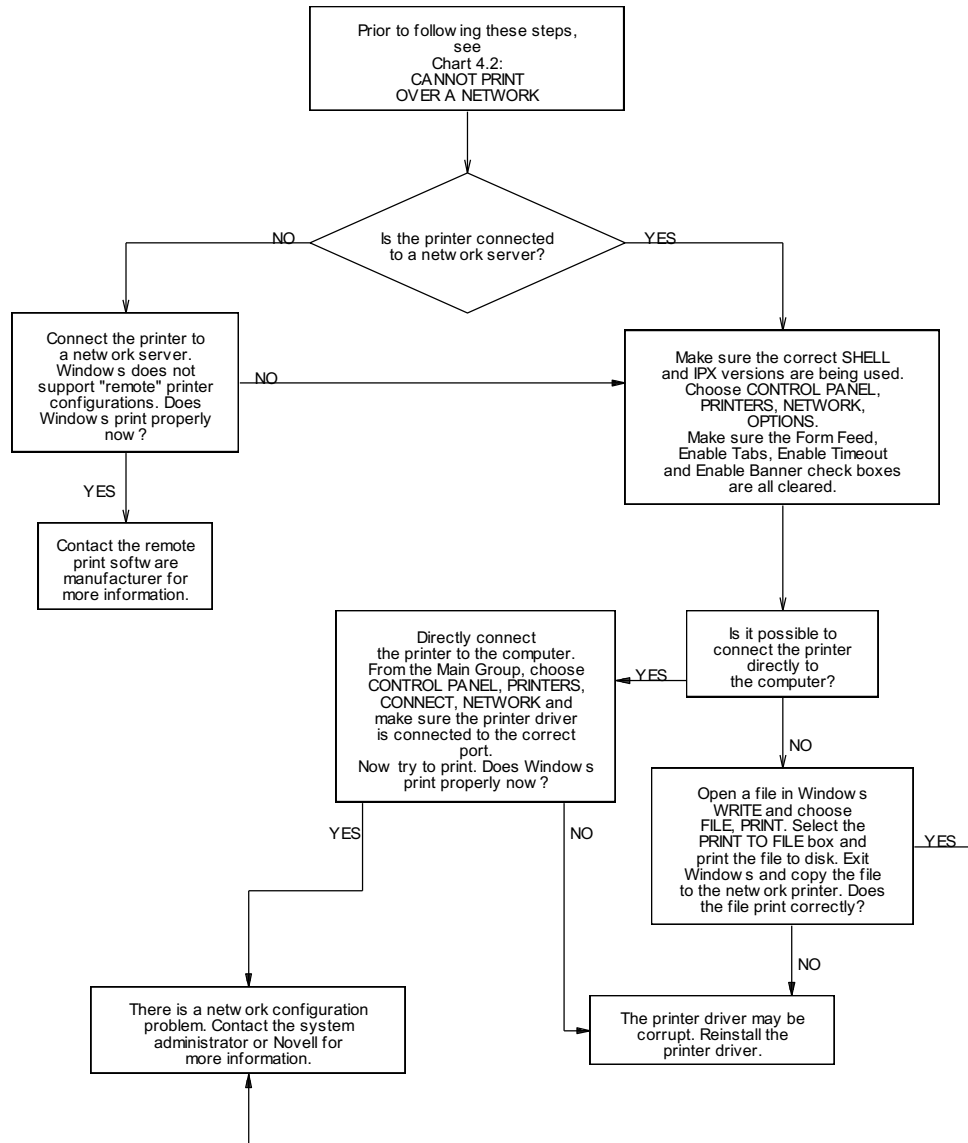 Prior to following these steps,
see
Chart 4.2:
CANNOT PRINT
OVER A NETWORK
Is the printer connected
to a network server?
NO
YES
Connect the printer to
a network server.
Windows does not
support "remote" printer
configurations. Does
Windows print properly
now?
NO
Make sure the correct SHELL
and IPX versions are being used.
Choose CONTROL PANEL,
PRINTERS, NETWORK,
OPTIONS.
Make sure the Form Feed,
Enable Tabs, Enable Timeout
and Enable Banner check boxes
are all cleared.
YES
Contact the remote
print software
manufacturer for
more information.
Is it possible to
connect the printer
directly to
the computer?
YES
Directly connect
the printer to the computer.
From the Main Group, choose
CONTROL PANEL, PRINTERS,
CONNECT, NETWORK and
make sure the printer driver
is connected to the correct
port.
Now try to print. Does Windows
print properly now?
NO
Open a file in Windows
WRITE and choose
FILE, PRINT. Select the
PRINT TO FILE box and
print the file to disk. Exit
Windows and copy the file
to the network printer. Does
the file print correctly?
YES
YES
NO
NO
There is a network configuration
problem. Contact the system
administrator or Novell for
more information.
The printer driver may be
corrupt. Reinstall the
printer driver.